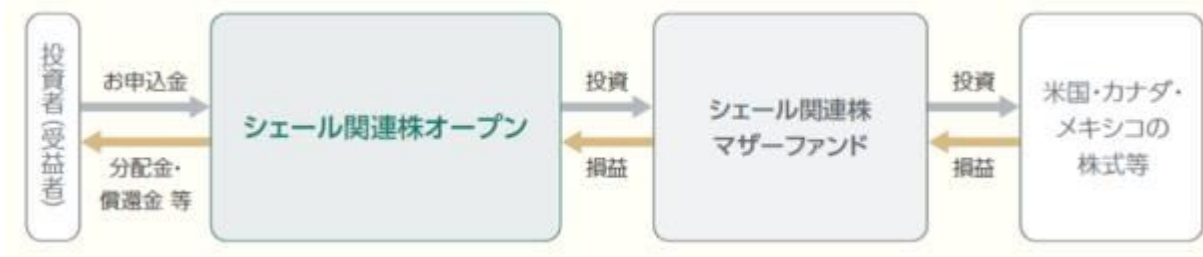 投資者(受益者)
お申込金
分配金・
償還金 等
シェール関連株オープン
投資
損益
シェール関連株
マザーファンド
投資
損益
米国・カナダ・
メキシコの
株式等